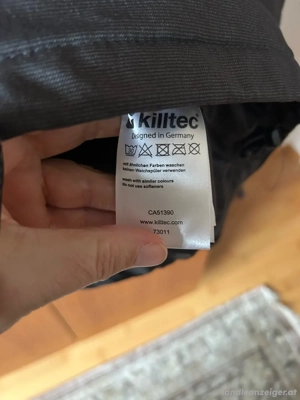 killtec
Designed in Germany
mit ähnlichen Farben waschen
keinen Weichspüler verwenden
wash with similar colours
do not use softeners
CA51390
www.killtec.com
73011